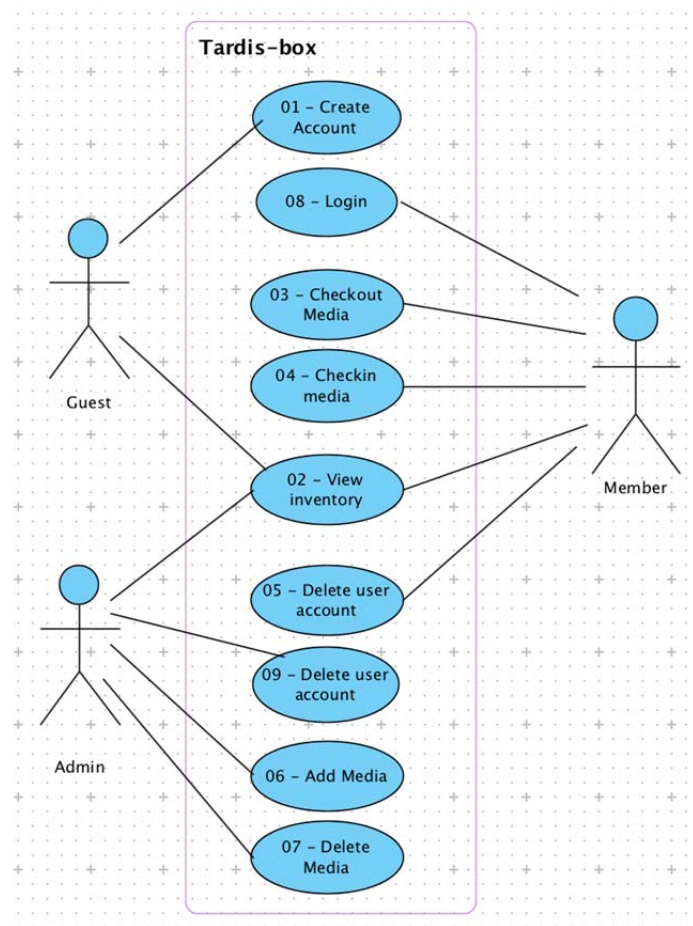 Tardis-box
01 – Create
Account
08 – Login
03 – Checkout
Media
04 – Checkin
media
Guest
02 – View
inventory
Member
05 – Delete user
account
09 – Delete user
account
Admin
06 – Add Media
07 – Delete
Media